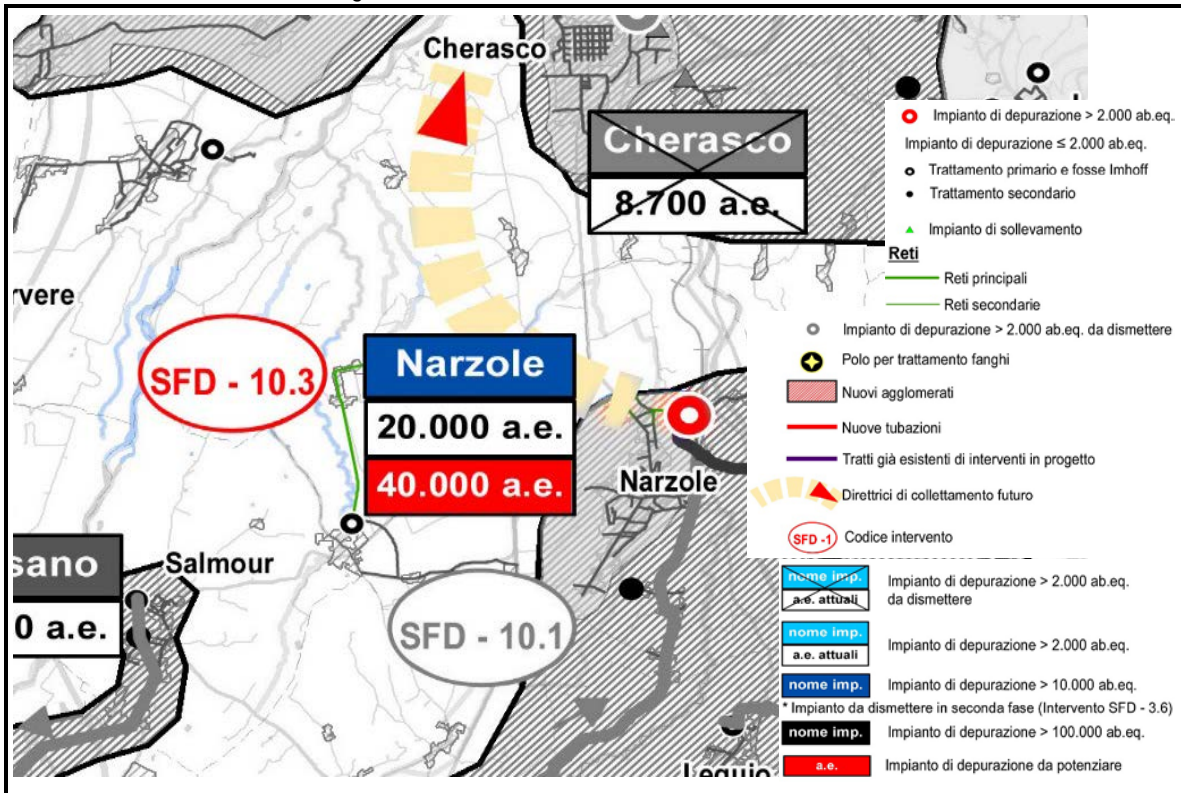 Cherasco
Cherasco
8.700 a.e.
rvere
SFD - 10.3
Narzole
20.000 a.e.
40.000 a.e.
Narzole
sano
0 a.e.
Salmour
SFD - 10.1
Impianto di depurazione > 2.000 ab.eq.
Impianto di depurazione ≤ 2.000 ab.eq.
Trattamento primario e fosse Imhoff
Trattamento secondario
Impianto di sollevamento
Reti
Reti principali
Reti secondarie
Impianto di depurazione > 2.000 ab.eq. da dismettere
Polo per trattamento fanghi
Nuovi agglomerati
Nuove tubazioni
Tratti già esistenti di interventi in progetto
Direttrici di collettamento futuro
SFD -1 Codice intervento
nome imp.
a.e. attuali
Impianto di depurazione > 2.000 ab.eq.
da dismettere
nome imp.
a.e. attuali
Impianto di depurazione > 2.000 ab.eq.
nome imp. Impianto di depurazione > 10.000 ab.eq.
* Impianto da dismettere in seconda fase (Intervento SFD - 3.6)
nome imp. Impianto di depurazione > 100.000 ab.eq.
a.e. Impianto di depurazione da potenziare
Lequio